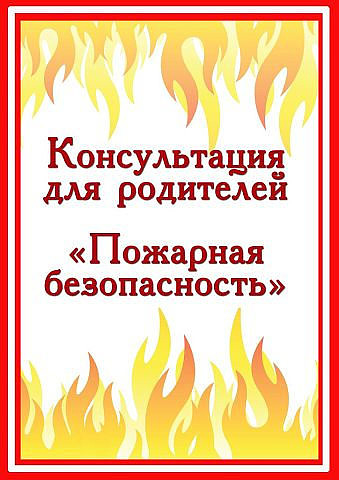 Консультация
для родителей
«Пожарная
безопасность»